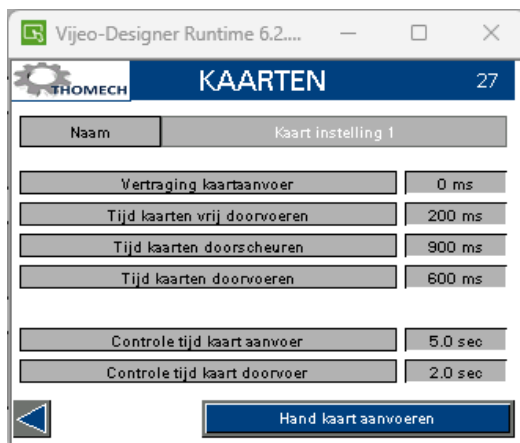 Vijeo-Designer Runtime 6.2....
THOMECH KAARTEN 27
Naam Kaart instelling 1
Vertraging kaartaanvoer 0 ms
Tijd kaarten vrij doorvoeren 200 ms
Tijd kaarten doorscheuren 900 ms
Tijd kaarten doorvoeren 600 ms
Controle tijd kaart aanvoer 5.0 sec
Controle tijd kaart doorvoer 2.0 sec
Hand kaart aanvoeren